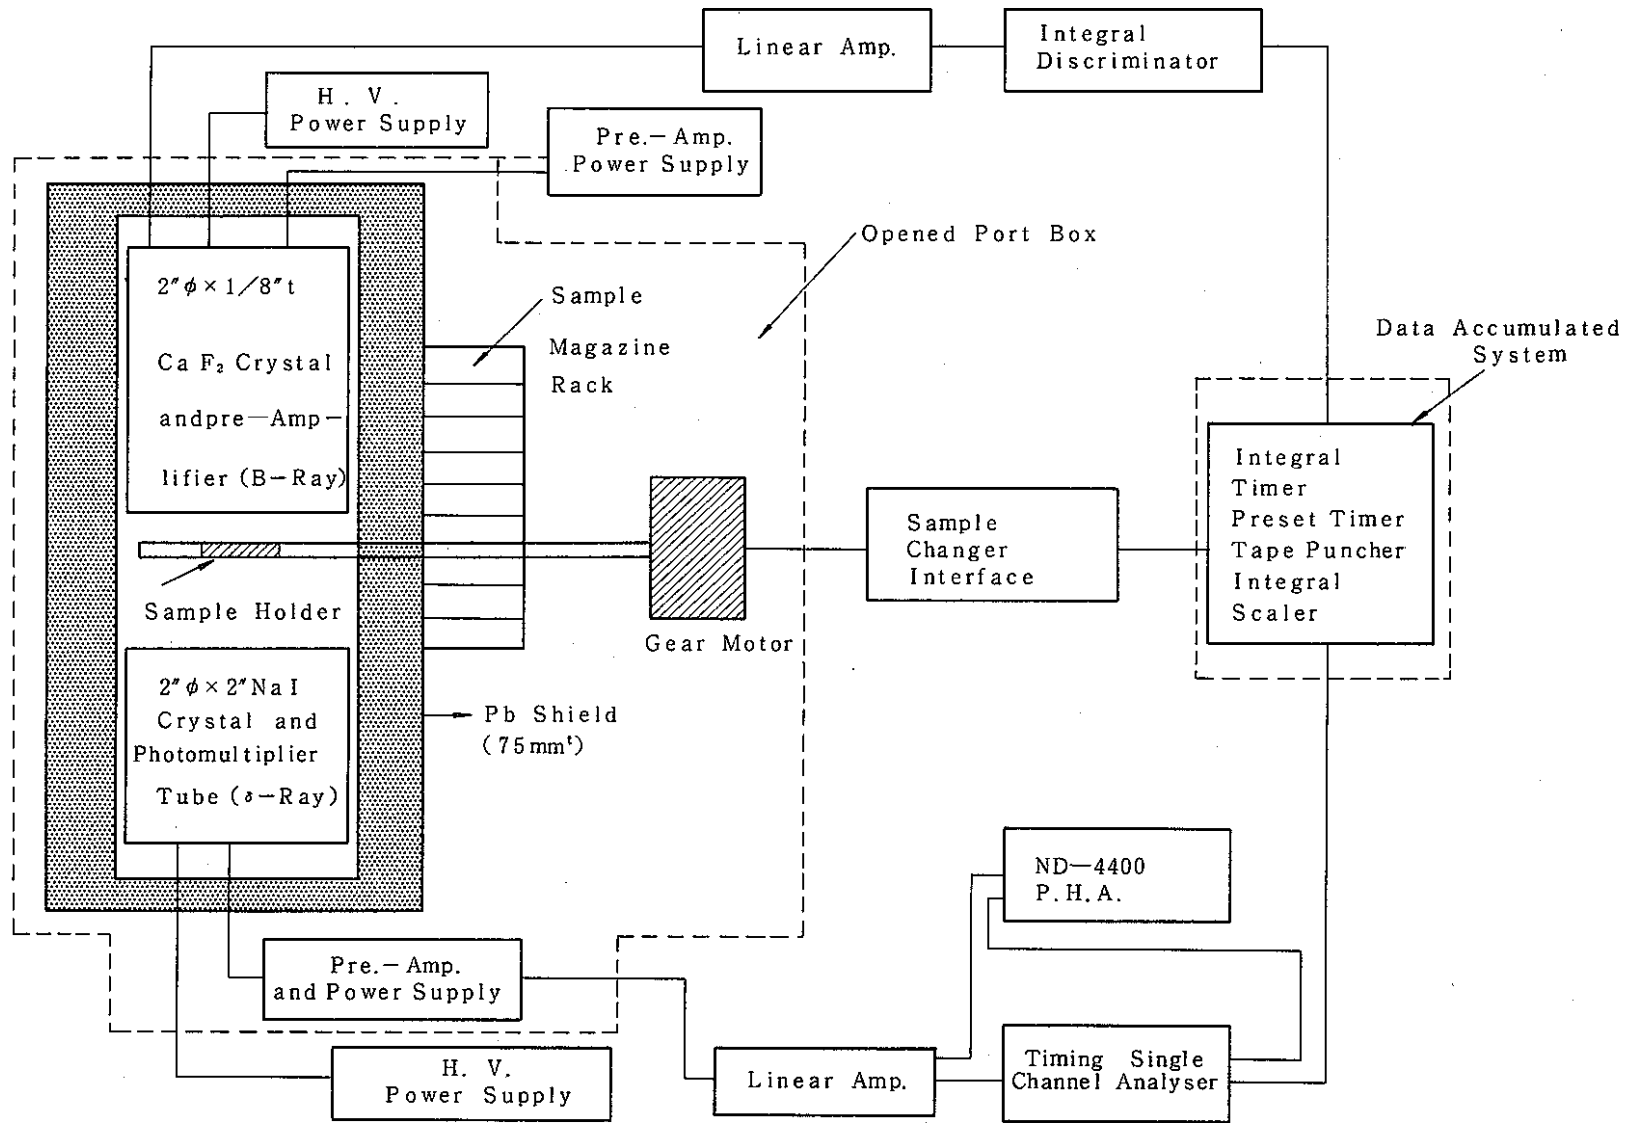 Linear Amp.
Integral
Discriminator
H. V.
Power Supply
Pre.—Amp.
Power Supply
Opened Port Box
2″φ×1/8″t
Ca F₂ Crystal
andpre—Amp—
lifier (B—Ray)
Sample
Magazine
Rack
Data Accumulated
System
Integral
Timer
Preset Timer
Tape Puncher
Integral
Scaler
Sample
Changer
Interface
Sample Holder
Gear Motor
2″φ×2″NaI
Crystal and
Photomultiplier
Tube (δ—Ray)
Pb Shield
(75mmᵗ)
ND—4400
P.H.A.
Pre.—Amp.
and Power Supply
H. V.
Power Supply
Linear Amp.
Timing Single
Channel Analyser